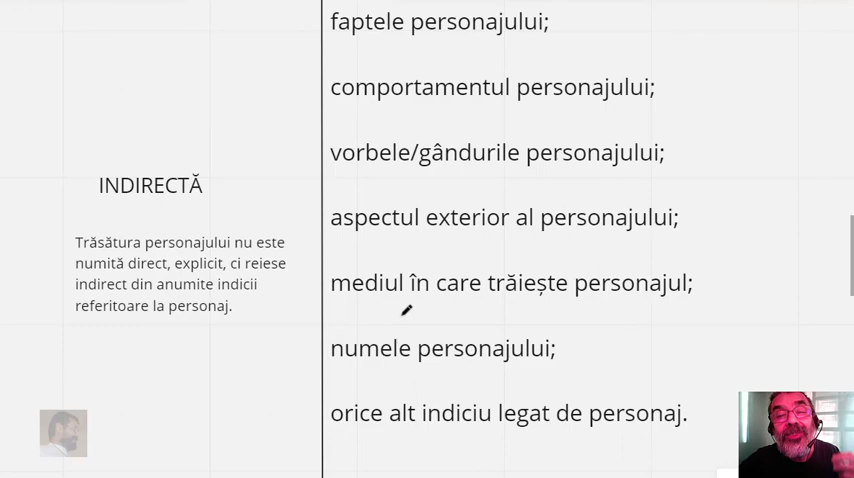 faptele personajului;
comportamentul personajului;
vorbele/gândurile personajului;
INDIRECTĂ
aspectul exterior al personajului;
Trăsătura personajului nu este
numită direct, explicit, ci reiese
indirect din anumite indicii
referitoare la personaj.
mediul în care trăiește personajul;
numele personajului;
orice alt indiciu legat de personaj.